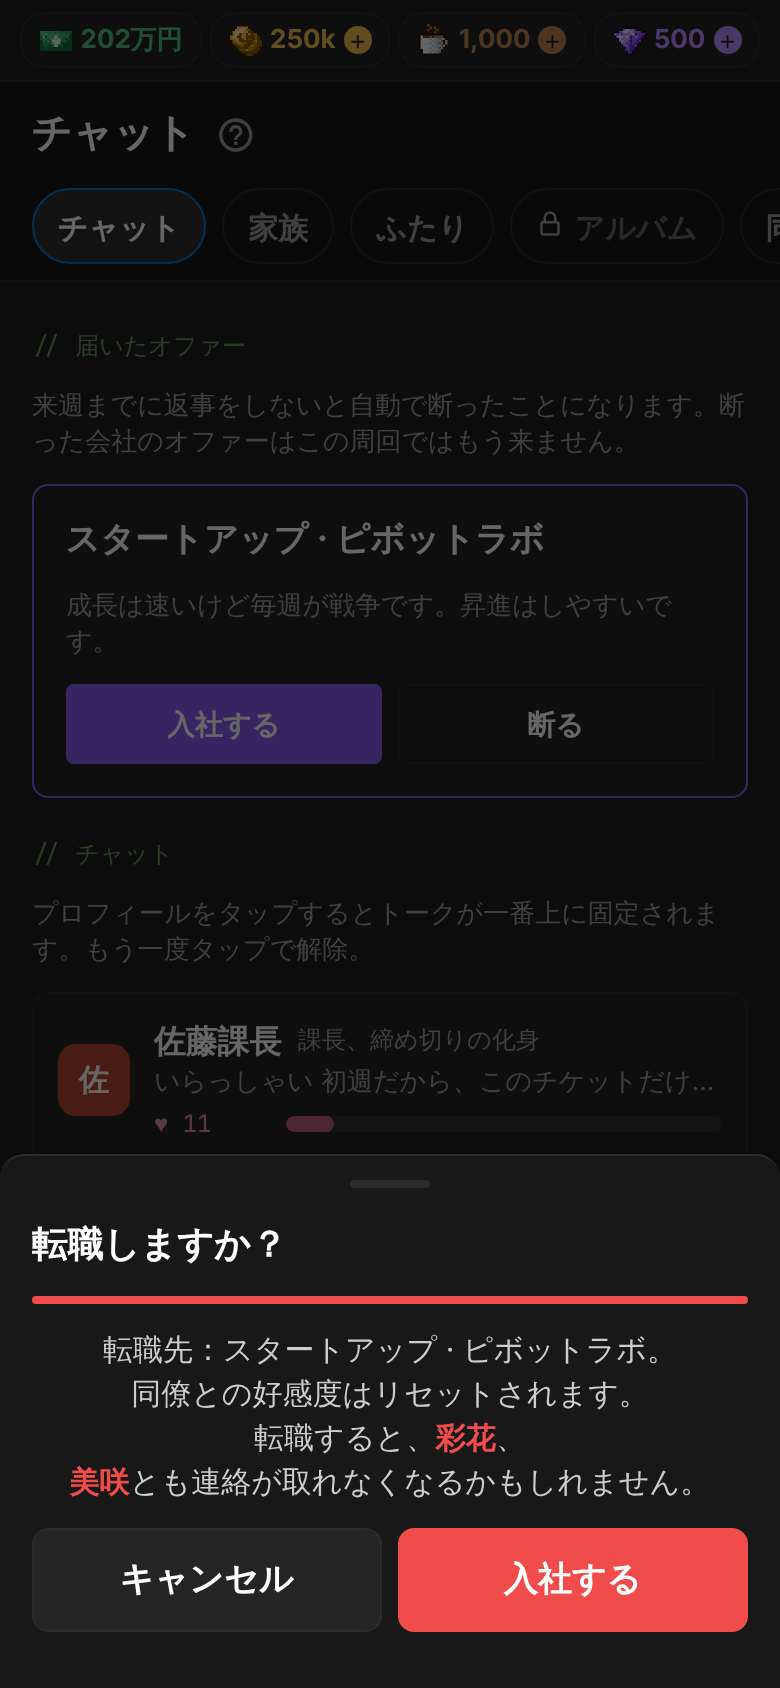 202万円 250k + 1,000 + 500 +
チャット ?
チャット 家族 ふたり アルバム
// 届いたオファー
来週までに返事をしないと自動で断ったことになります。断
った会社のオファーはこの周回ではもう来ません。
スタートアップ·ピボットラボ
成長は速いけど毎週が戦争です。昇進はしやすいで
す。
入社する 断る
// チャット
プロフィールをタップするとトークが一番上に固定されま
す。もう一度タップで解除。
佐 佐藤課長 課長、締め切りの化身
いらっしゃい 初週だから、このチケットだけ...
♥ 11
転職しますか？
転職先：スタートアップ·ピボットラボ。
同僚との好感度はリセットされます。
転職すると、彩花、
美咲とも連絡が取れなくなるかもしれません。
キャンセル 入社する